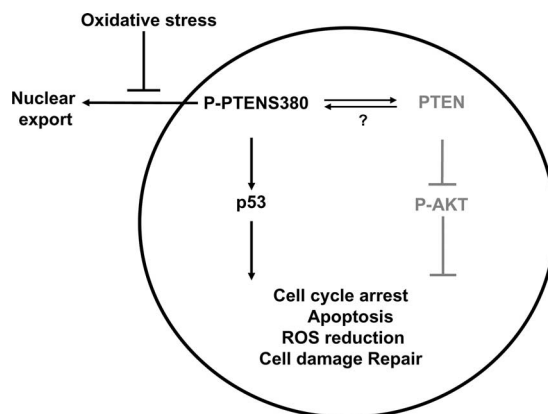 Oxidative stress
Nuclear
export
P-PTENS380
PTEN
?
p53
P-AKT
Cell cycle arrest
Apoptosis
ROS reduction
Cell damage Repair